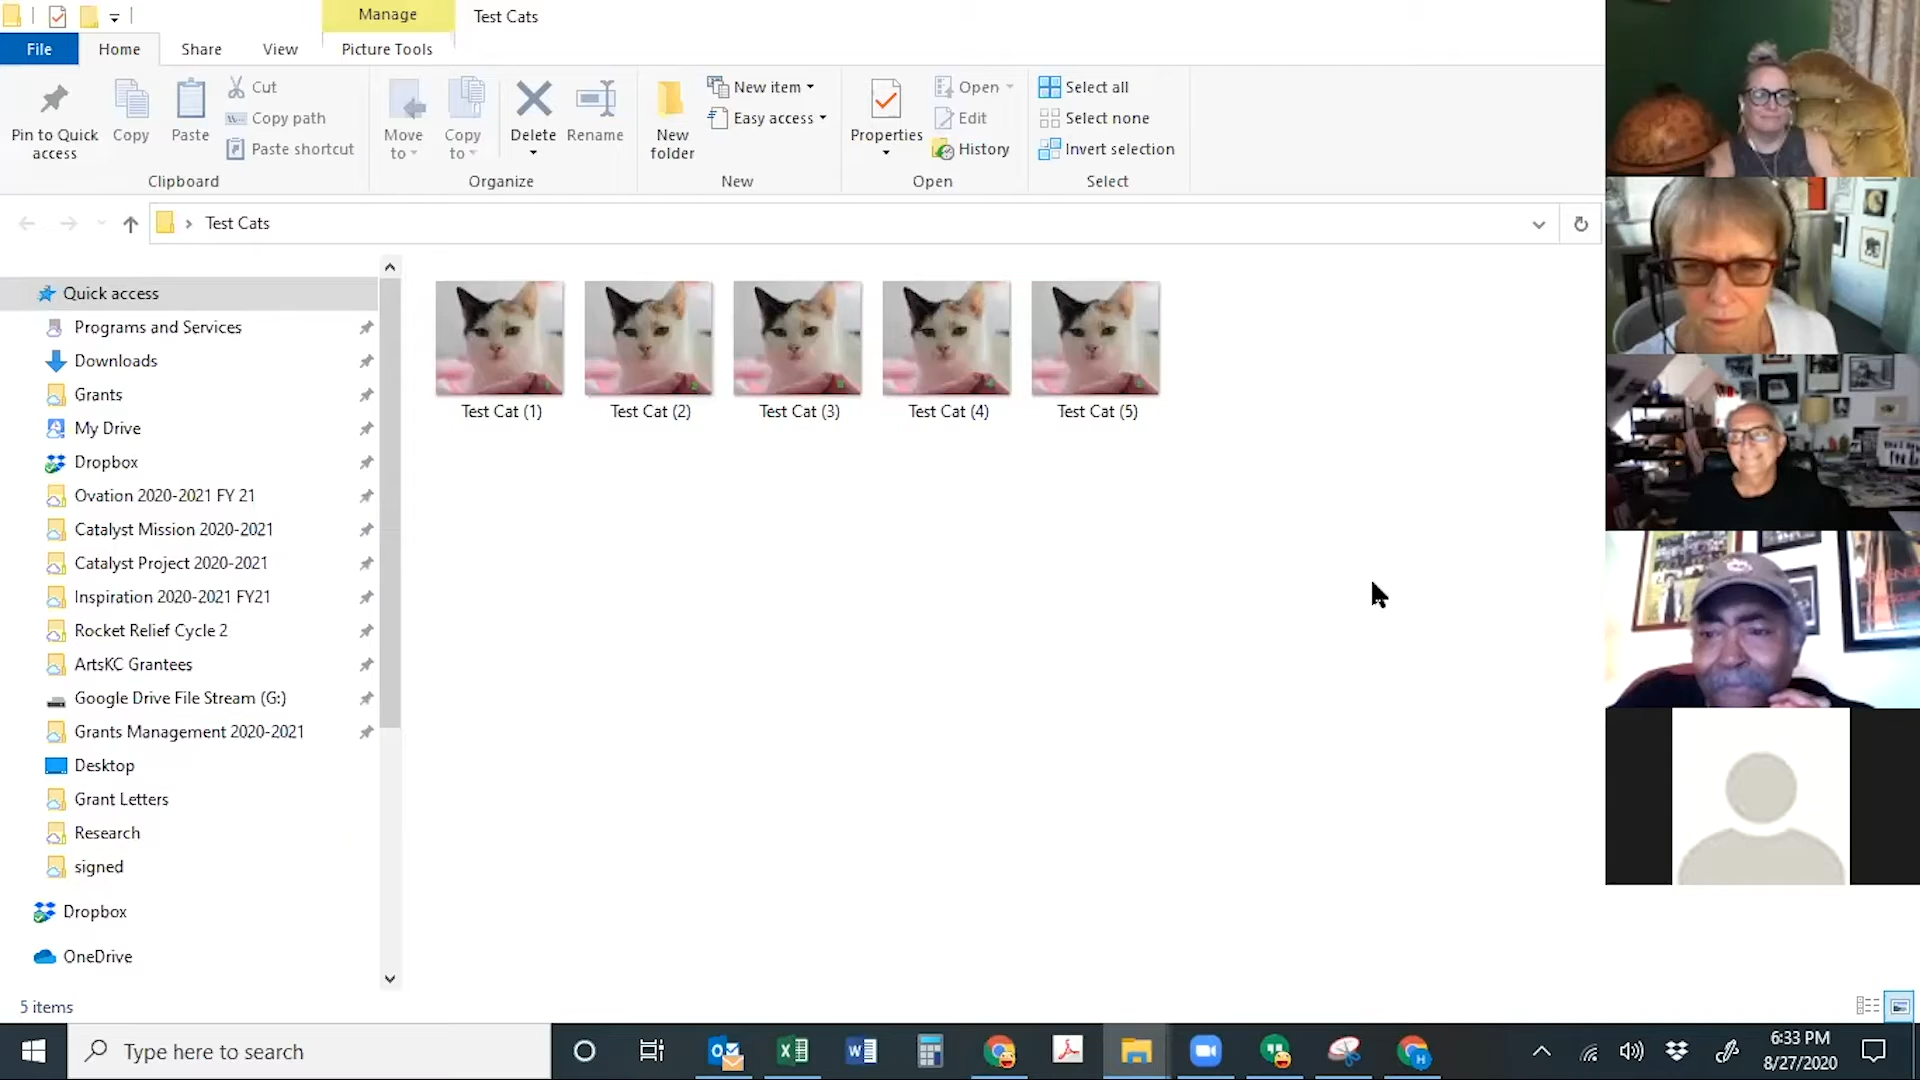 Manage
Test Cats
File
Home
Share
View
Picture Tools
Pin to Quick access
Copy
Paste
Cut
Copy path
Paste shortcut
Clipboard
Move to
Copy to
Delete
Rename
Organize
New folder
New item
Easy access
New
Properties
Open
Edit
History
Open
Select all
Select none
Invert selection
Select
Test Cats
Quick access
Programs and Services
Downloads
Grants
My Drive
Dropbox
Ovation 2020-2021 FY 21
Catalyst Mission 2020-2021
Catalyst Project 2020-2021
Inspiration 2020-2021 FY21
Rocket Relief Cycle 2
ArtsKC Grantees
Google Drive File Stream (G:)
Grants Management 2020-2021
Desktop
Grant Letters
Research
signed
Dropbox
OneDrive
Test Cat (1)
Test Cat (2)
Test Cat (3)
Test Cat (4)
Test Cat (5)
5 items
Type here to search
6:33 PM
8/27/2020